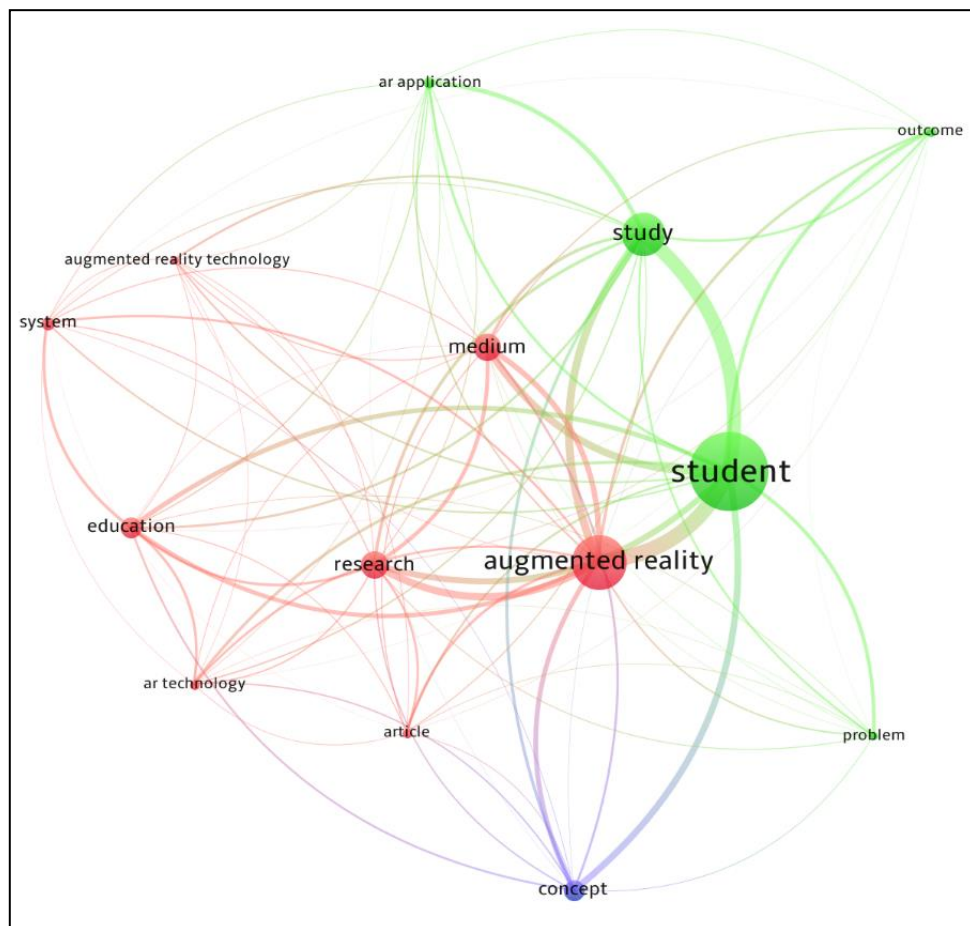 ar application
outcome
study
augmented reality technology
system
medium
student
education
research
augmented reality
ar technology
article
problem
concept